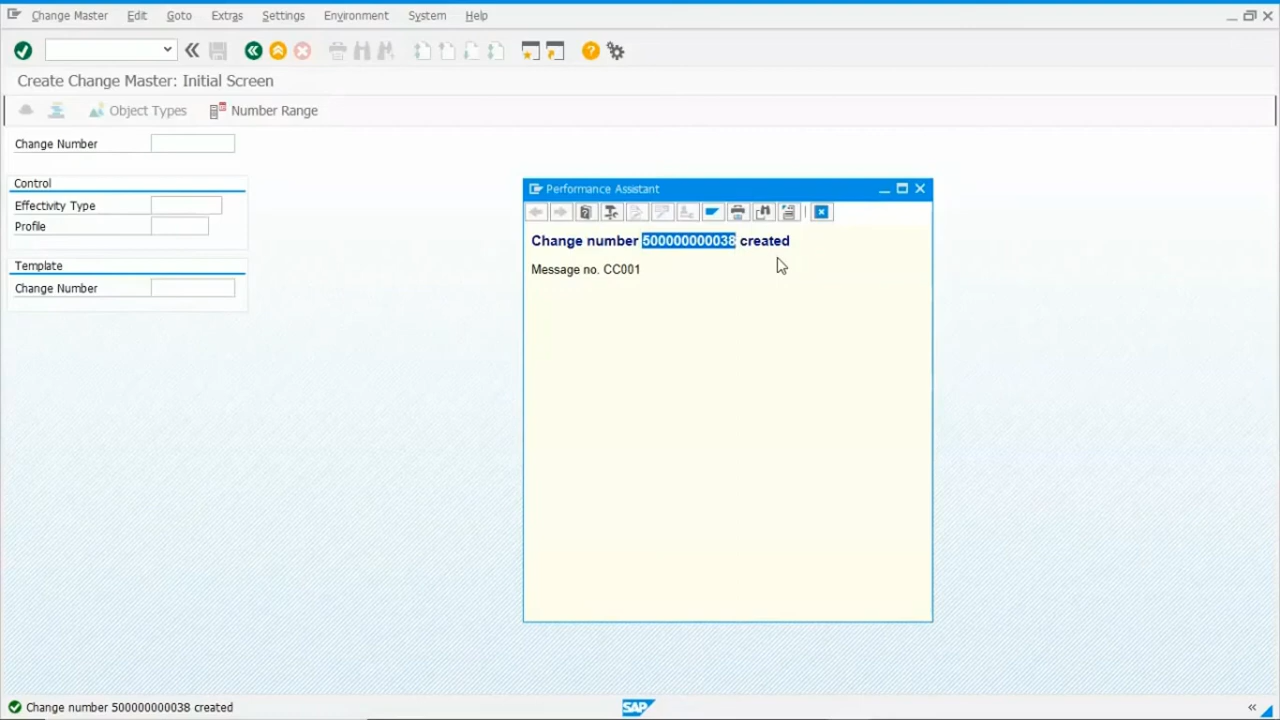 Change Master Edit Goto Extras Settings Environment System Help
Create Change Master: Initial Screen
Object Types Number Range
Change Number
Control
Effectivity Type
Profile
Template
Change Number
Performance Assistant
Change number 500000000038 created
Message no. CC001
Change number 500000000038 created
SAP